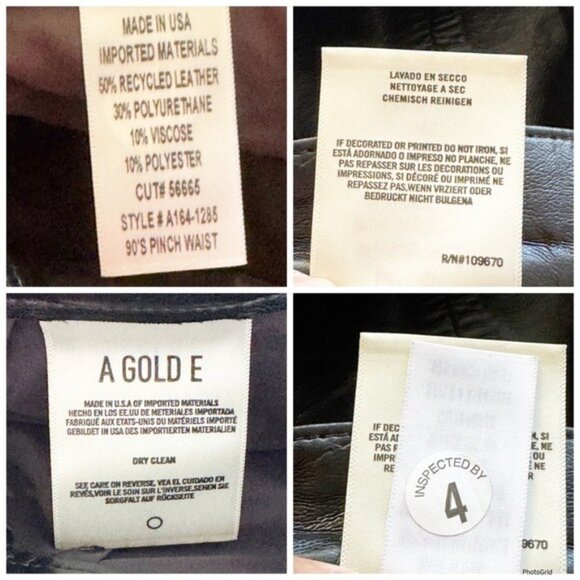 MADE IN USA
IMPORTED MATERIALS
50% RECYCLED LEATHER
30% POLYURETHANE
10% VISCOSE
10% POLYESTER
CUT# 56665
STYLE # A164-1285
90'S PINCH WAIST
LAVADO EN SECCO
NETTOYAGE A SEC
CHEMISCH REINIGEN
IF DECORATED OR PRINTED DO NOT IRON, SI
ESTÁ ADORNADO O IMPRESO NO PLANCHE, NE
PAS REPASSER SUR LES DECORATIONS OU
IMPRESSIONS, SI DÉCORÉ OU IMPRIMÉ NE
REPASSEZ PAS,WENN VRZIERT ODER
BEDRUCKT NICHT BULGENA
R/N#109670
A GOLD E
MADE IN U.S.A OF IMPORTED MATERIALS
HECHO EN LOS EE.UU DE METERIALES IMPORTADA
FABRIQUÉ AUX ETATS-UNIS OU MATÉRIELS IMPORTÉ
GEBILDET IN USA DES IMPORTIERTEN MATERIALIEN
DRY CLEAN
SEE CARE ON REVERSE, VEA EL CUIDADO EN
REVÉS,VOIR LE SOIN SUR L'INVERSE,SEHEN SIE
SORGFALT AUF RÜCKSEITE
IF DECO
ESTÁ AD
PAS R
IMP
N, SI
NE
9670
INSPECTED BY
4
PhotoGrid